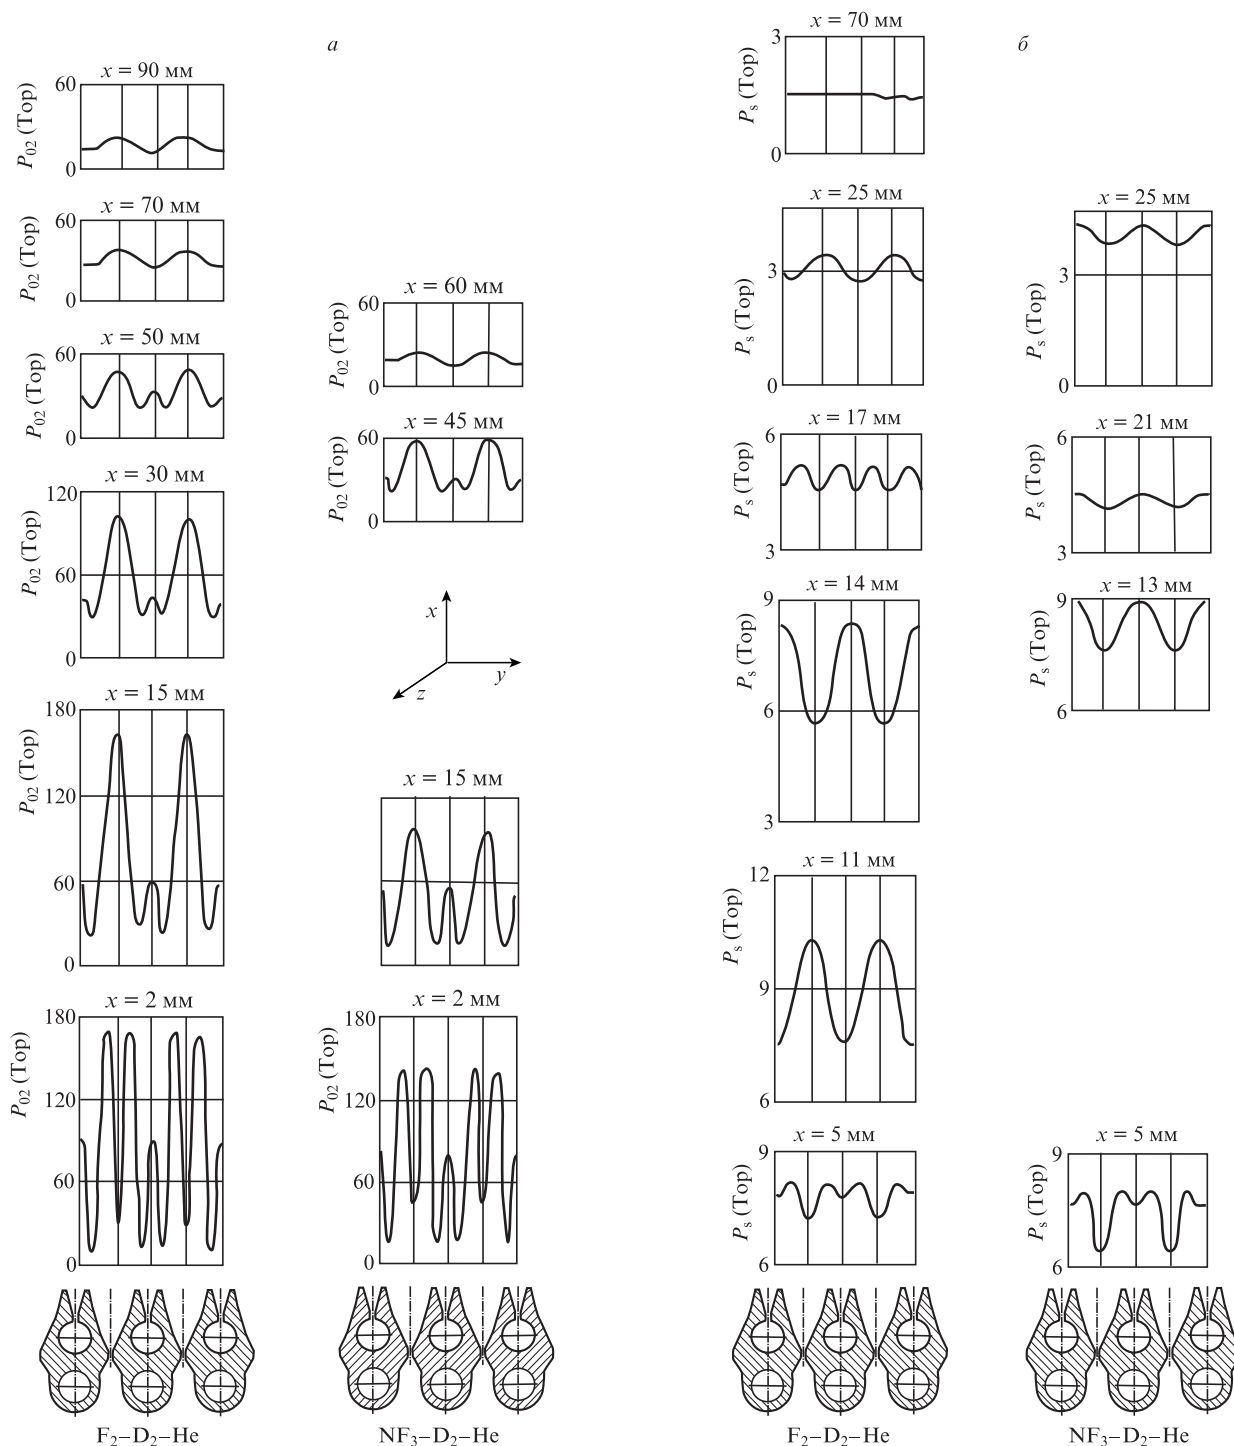 а
x = 90 мм
P02 (Тор)
60
0
x = 70 мм
P02 (Тор)
60
0
x = 50 мм
P02 (Тор)
60
0
x = 30 мм
P02 (Тор)
120
60
0
x = 15 мм
P02 (Тор)
180
120
60
0
x = 2 мм
P02 (Тор)
180
120
60
0
F2–D2–He
x = 60 мм
P02 (Тор)
60
0
x = 45 мм
P02 (Тор)
60
0
x
y
z
x = 15 мм
x = 2 мм
P02 (Тор)
180
120
60
0
NF3–D2–He
б
x = 70 мм
Ps (Тор)
3
0
x = 25 мм
Ps (Тор)
3
0
x = 17 мм
Ps (Тор)
6
3
x = 14 мм
Ps (Тор)
9
6
3
x = 11 мм
Ps (Тор)
12
9
6
x = 5 мм
Ps (Тор)
9
6
F2–D2–He
x = 25 мм
Ps (Тор)
3
0
x = 21 мм
Ps (Тор)
6
3
x = 13 мм
Ps (Тор)
9
6
x = 5 мм
Ps (Тор)
9
6
NF3–D2–He